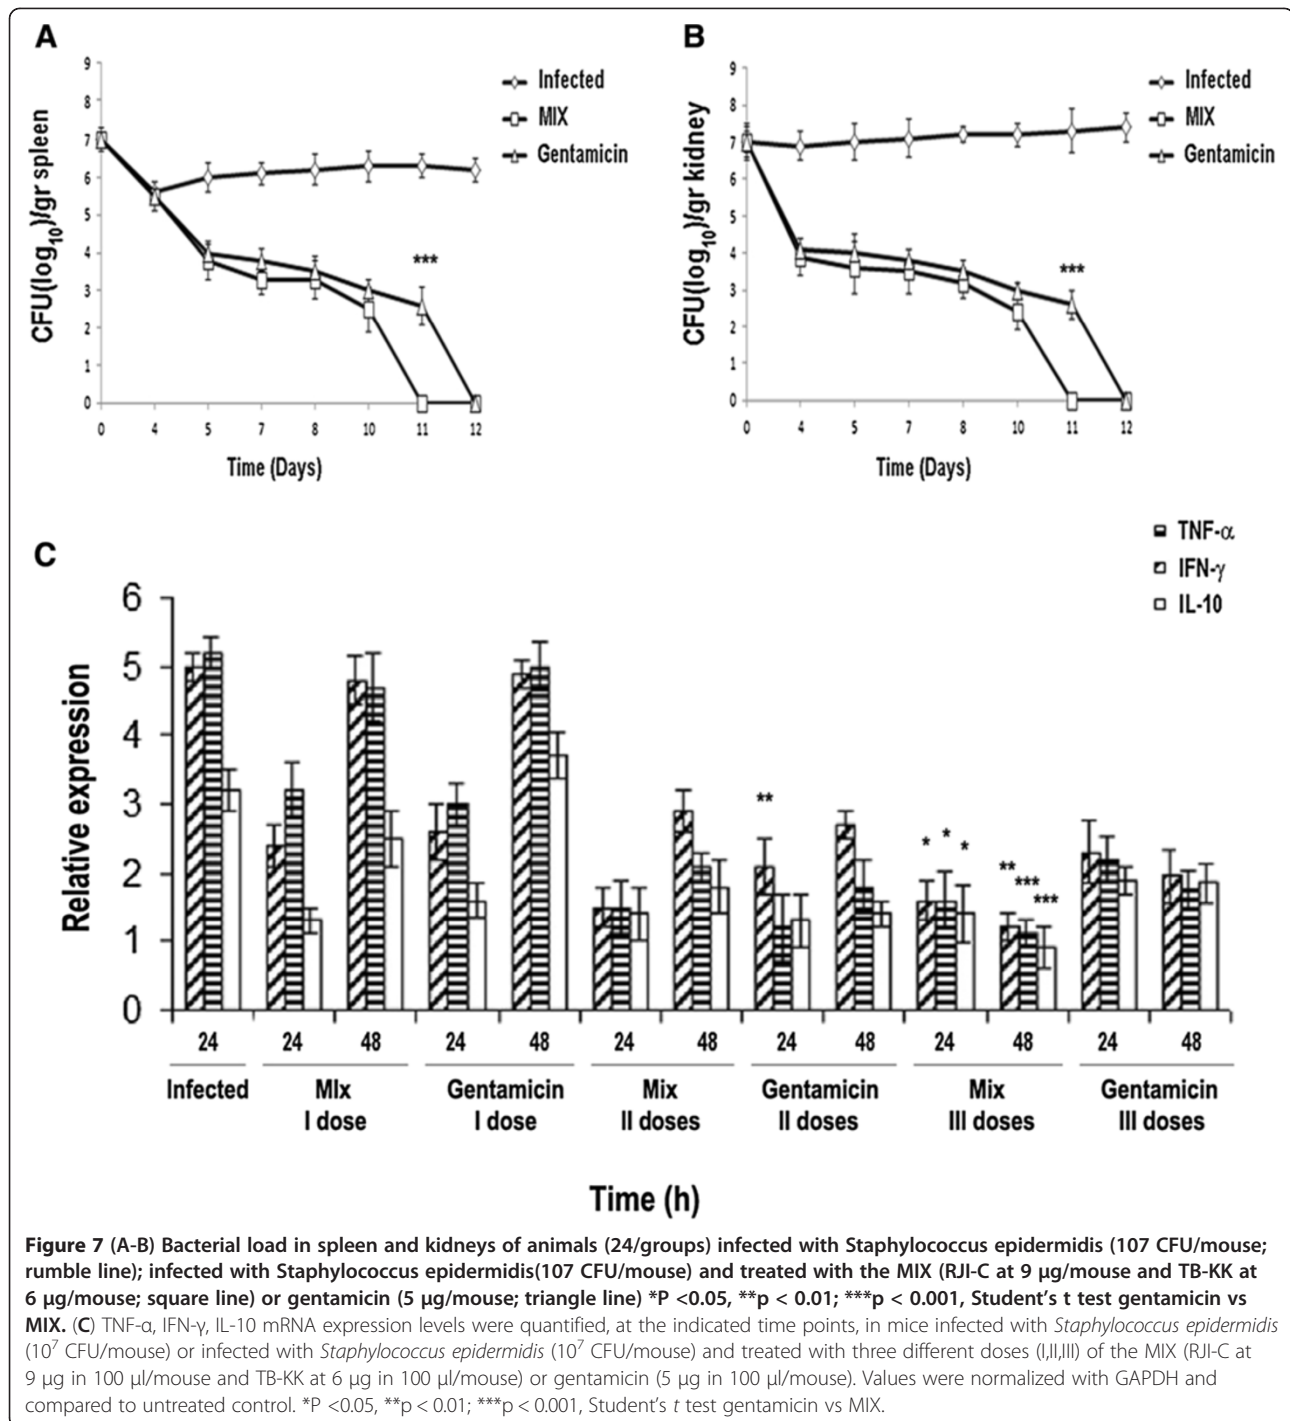 A
CFU(log10)/gr spleen
9
8
7
6
5
4
3
2
1
0
***
0 4 5 7 8 10 11 12
Time (Days)
Infected
MIX
Gentamicin
B
CFU(log10)/gr kidney
9
8
7
6
5
4
3
2
1
0
***
0 4 5 7 8 10 11 12
Time (Days)
Infected
MIX
Gentamicin
C
TNF-α
IFN-γ
IL-10
Relative expression
6
5
4
3
2
1
0
**
* * *
** *** ***
24 24 48 24 48 24 48 24 48 24 48 24 48
Infected MIx Gentamicin Mix Gentamicin Mix Gentamicin
I dose I dose II doses II doses III doses III doses
Time (h)
Figure 7 (A-B) Bacterial load in spleen and kidneys of animals (24/groups) infected with Staphylococcus epidermidis (107 CFU/mouse;
rumble line); infected with Staphylococcus epidermidis(107 CFU/mouse) and treated with the MIX (RJI-C at 9 μg/mouse and TB-KK at
6 μg/mouse; square line) or gentamicin (5 μg/mouse; triangle line) *P <0.05, **p < 0.01; ***p < 0.001, Student's t test gentamicin vs
MIX. (C) TNF-α, IFN-γ, IL-10 mRNA expression levels were quantified, at the indicated time points, in mice infected with Staphylococcus epidermidis
(10⁷ CFU/mouse) or infected with Staphylococcus epidermidis (10⁷ CFU/mouse) and treated with three different doses (I,II,III) of the MIX (RJI-C at
9 μg in 100 μl/mouse and TB-KK at 6 μg in 100 μl/mouse) or gentamicin (5 μg in 100 μl/mouse). Values were normalized with GAPDH and
compared to untreated control. *P <0.05, **p < 0.01; ***p < 0.001, Student's t test gentamicin vs MIX.